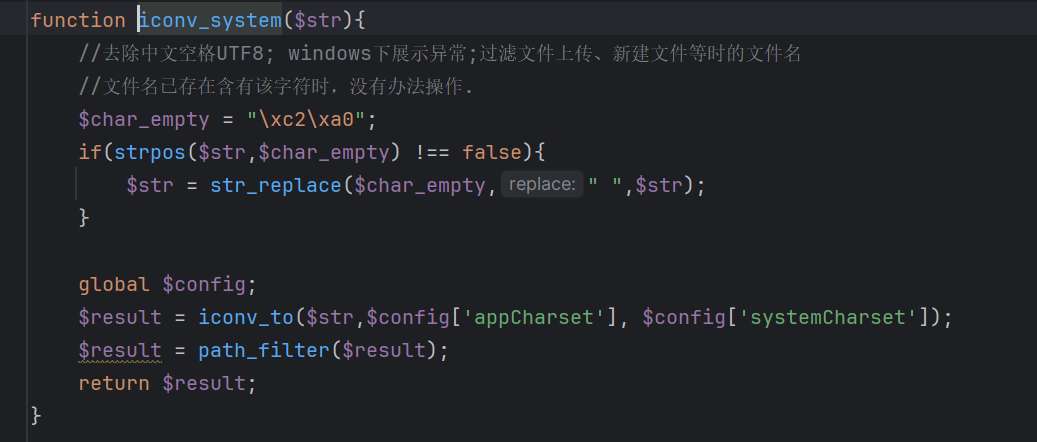 function iconv_system($str){
//去除中文空格UTF8; windows下展示异常;过滤文件上传、新建文件等时的文件名
//文件名已存在含有该字符时，没有办法操作.
$char_empty = "\xc2\xa0";
if(strpos($str,$char_empty) !== false){
$str = str_replace($char_empty, replace: " ",$str);
}
global $config;
$result = iconv_to($str,$config['appCharset'], $config['systemCharset']);
$result = path_filter($result);
return $result;
}